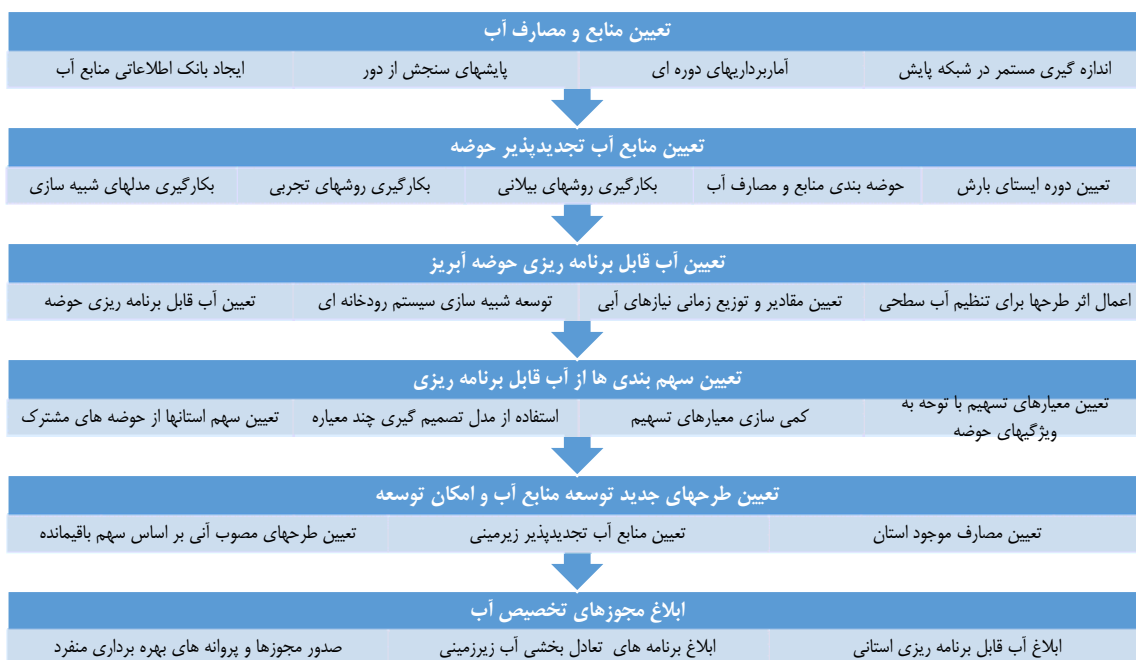 تعیین منابع و مصارف آب
اندازه گیری مستمر در شبکه پایش
آماربرداریهای دوره ای
پایشهای سنجش از دور
ایجاد بانک اطلاعاتی منابع آب
تعیین منابع آب تجدیدپذیر حوضه
تعیین دوره ایستای بارش
حوضه بندی منابع و مصارف آب
بکارگیری روشهای بیلانی
بکارگیری روشهای تجربی
بکارگیری مدلهای شبیه سازی
تعیین آب قابل برنامه ریزی حوضه آبریز
اعمال اثر طرحها برای تنظیم آب سطحی
تعیین مقادیر و توزیع زمانی نیازهای آبی
توسعه شبیه سازی سیستم رودخانه ای
تعیین آب قابل برنامه ریزی حوضه
تعیین سهم بندی ها از آب قابل برنامه ریزی
تعیین معیارهای تسهیم با توجه به
ویژگیهای حوضه
کمی سازی معیارهای تسهیم
استفاده از مدل تصمیم گیری چند معیاره
تعیین سهم استانها از حوضه های مشترک
تعیین طرحهای جدید توسعه منابع آب و امکان توسعه
تعیین مصارف موجود استان
تعیین منابع آب تجدیدپذیر زیرمینی
تعیین طرحهای مصوب آتی بر اساس سهم باقیمانده
ابلاغ مجوزهای تخصیص آب
ابلاغ آب قابل برنامه ریزی استانی
ابلاغ برنامه های تعادل بخشی آب زیرزمینی
صدور مجوزها و پروانه های بهره برداری منفرد